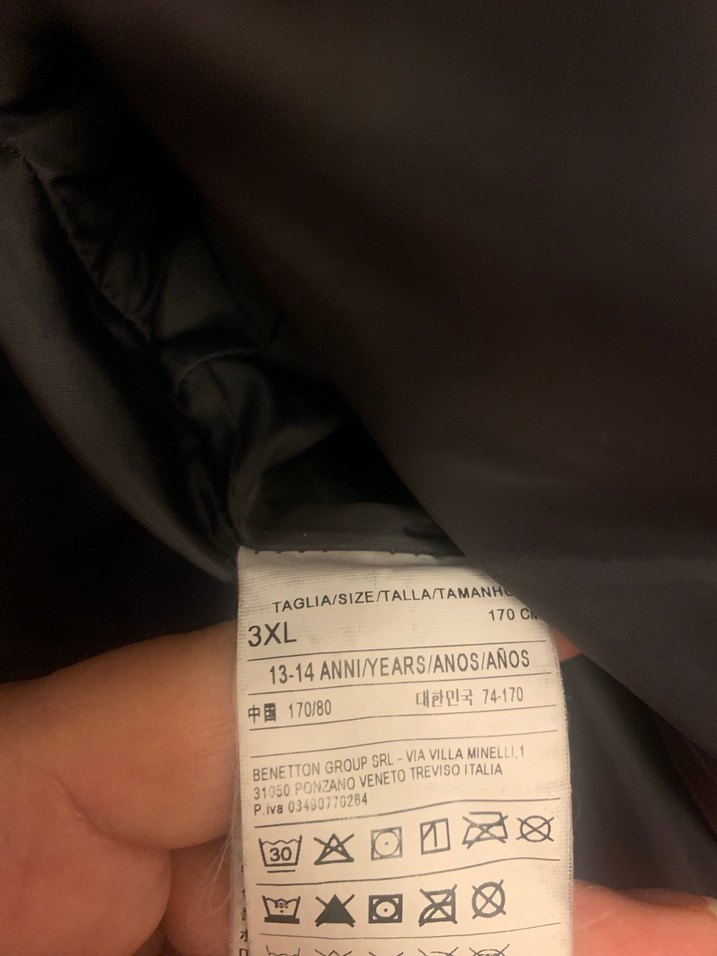 TAGLIA/SIZE/TALLA/TAMANHO
170 CM
3XL
13-14 ANNI/YEARS/ANOS/AÑOS
中国 170/80 대한민국 74-170
BENETTON GROUP SRL - VIA VILLA MINELLI,1
31050 PONZANO VENETO TREVISO ITALIA
P.iva 03490770264
30